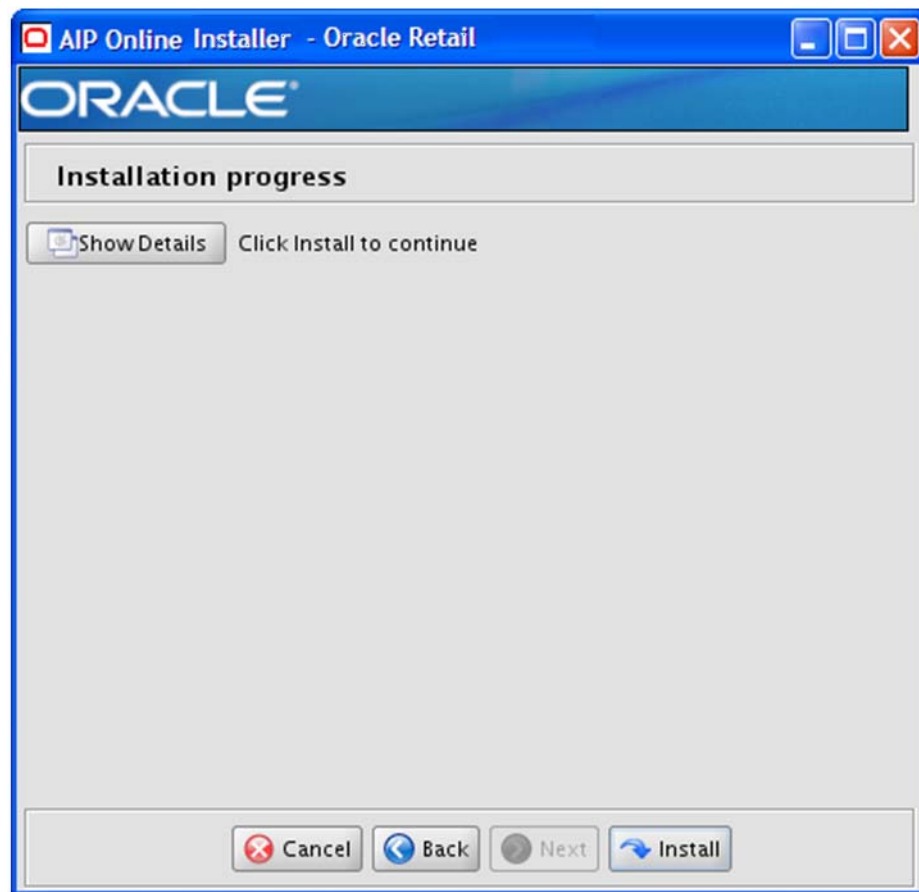 AIP Online Installer - Oracle Retail
ORACLE®
Installation progress
Show Details Click Install to continue
Cancel Back Next Install